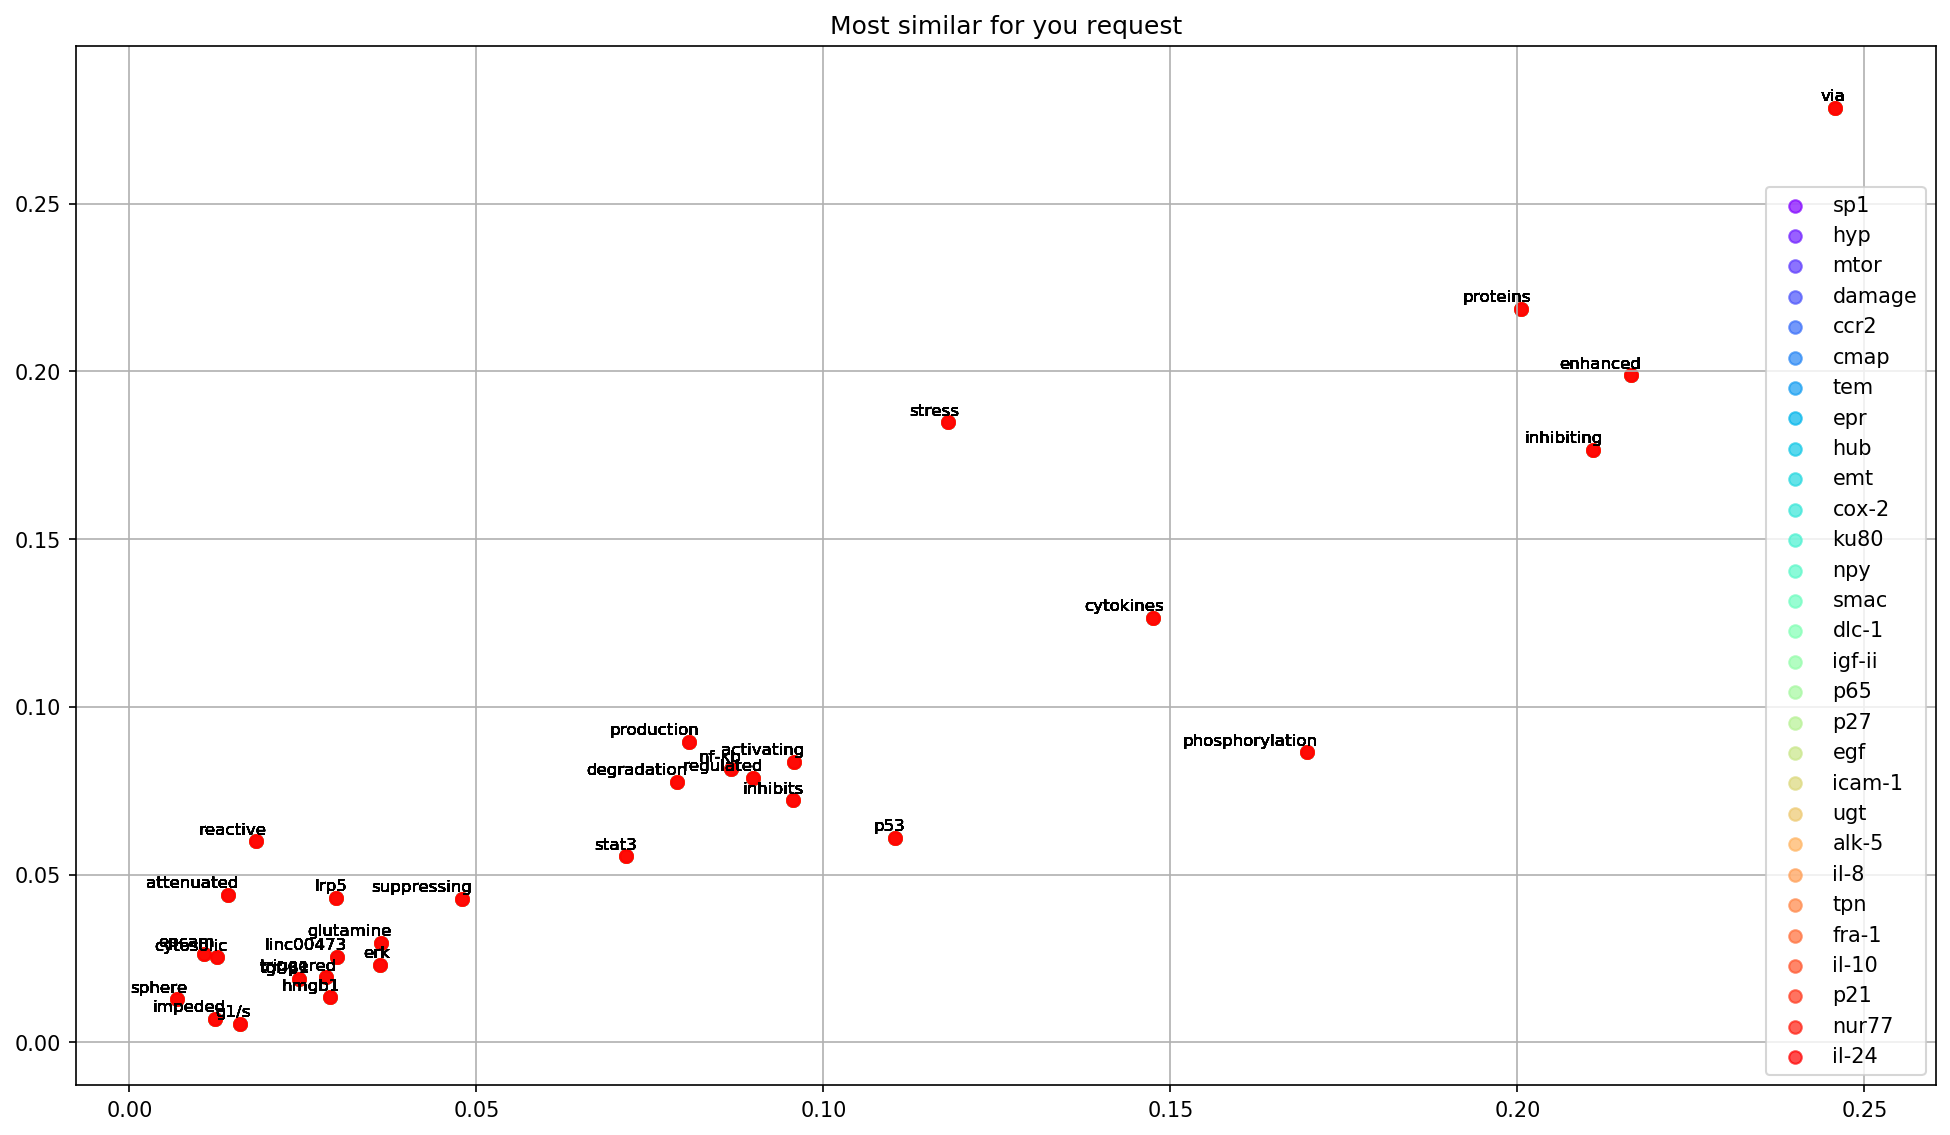 Most similar for you request
via
proteins
enhanced
stress
inhibiting
cytokines
production
activating
nf-κb
regulated
degradation
inhibits
phosphorylation
p53
reactive
stat3
attenuated
lrp5
suppressing
glutamine
cytosolic
linc00473
erk
triggered
sphere
hmgb1
impeded
g1/s
sp1
hyp
mtor
damage
ccr2
cmap
tem
epr
hub
emt
cox-2
ku80
npy
smac
dlc-1
igf-ii
p65
p27
egf
icam-1
ugt
alk-5
il-8
tpn
fra-1
il-10
p21
nur77
il-24
0.25
0.20
0.15
0.10
0.05
0.00
0.00 0.05 0.10 0.15 0.20 0.25